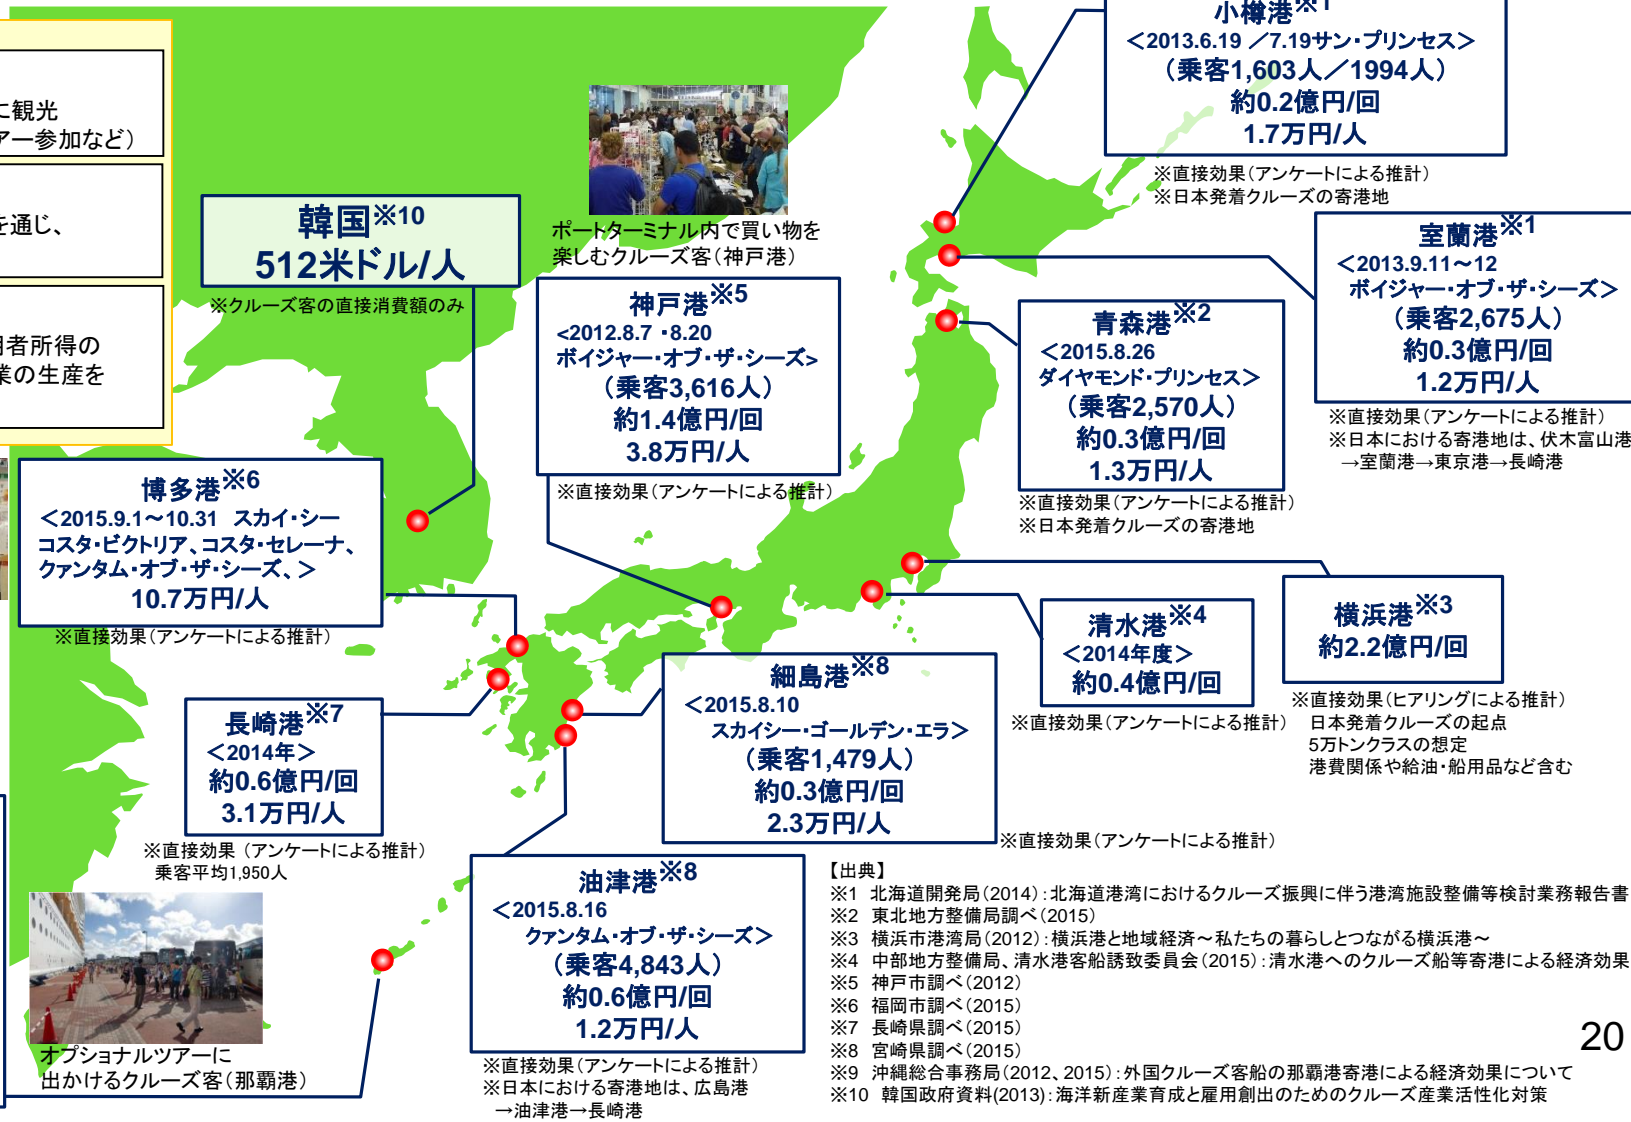 に観光
アー参加など）
を通じ、
用者所得の
業の生産を
小樽港※1
＜2013.6.19 ／7.19サン・プリンセス＞
（乗客1,603人／1994人）
約0.2億円/回
1.7万円/人
※直接効果（アンケートによる推計）
※日本発着クルーズの寄港地
韓国※10
512米ドル/人
※クルーズ客の直接消費額のみ
ポートターミナル内で買い物を
楽しむクルーズ客（神戸港）
神戸港※5
<2012.8.7 ・8.20
ボイジャー・オブ・ザ・シーズ>
（乗客3,616人）
約1.4億円/回
3.8万円/人
※直接効果（アンケートによる推計）
室蘭港※1
＜2013.9.11～12
ボイジャー・オブ・ザ・シーズ＞
（乗客2,675人）
約0.3億円/回
1.2万円/人
※直接効果（アンケートによる推計）
※日本における寄港地は、伏木富山港
→室蘭港→東京港→長崎港
青森港※2
＜2015.8.26
ダイヤモンド・プリンセス＞
（乗客2,570人）
約0.3億円/回
1.3万円/人
※直接効果（アンケートによる推計）
※日本発着クルーズの寄港地
博多港※6
＜2015.9.1～10.31 スカイ・シー
コスタ・ビクトリア、コスタ・セレーナ、
クァンタム・オブ・ザ・シーズ、＞
10.7万円/人
※直接効果（アンケートによる推計）
横浜港※3
約2.2億円/回
※直接効果（ヒアリングによる推計）
日本発着クルーズの起点
5万トンクラスの想定
港費関係や給油・船用品など含む
清水港※4
＜2014年度＞
約0.4億円/回
※直接効果（アンケートによる推計）
細島港※8
＜2015.8.10
スカイシー・ゴールデン・エラ＞
（乗客1,479人）
約0.3億円/回
2.3万円/人
※直接効果（アンケートによる推計）
長崎港※7
＜2014年＞
約0.6億円/回
3.1万円/人
※直接効果 （アンケートによる推計）
乗客平均1,950人
油津港※8
＜2015.8.16
クァンタム・オブ・ザ・シーズ＞
（乗客4,843人）
約0.6億円/回
1.2万円/人
※直接効果（アンケートによる推計）
※日本における寄港地は、広島港
→油津港→長崎港
オプショナルツアーに
出かけるクルーズ客（那覇港）
【出典】
※1 北海道開発局（2014）：北海道港湾におけるクルーズ振興に伴う港湾施設整備等検討業務報告書
※2 東北地方整備局調べ（2015）
※3 横浜市港湾局（2012）：横浜港と地域経済～私たちの暮らしとつながる横浜港～
※4 中部地方整備局、清水港客船誘致委員会（2015）：清水港へのクルーズ船等寄港による経済効果
※5 神戸市調べ（2012）
※6 福岡市調べ（2015）
※7 長崎県調べ（2015）
※8 宮崎県調べ（2015）
※9 沖縄総合事務局（2012、2015）：外国クルーズ客船の那覇港寄港による経済効果について
※10 韓国政府資料(2013)：海洋新産業育成と雇用創出のためのクルーズ産業活性化対策
20